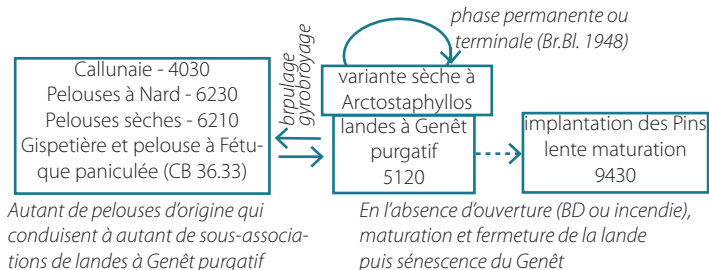 phase permanente ou
terminale (Br.Bl. 1948)
Callunaie - 4030
Pelouses à Nard - 6230
Pelouses sèches - 6210
Gispetière et pelouse à Fétu-
que paniculée (CB 36.33)
brpulage
gyrobroyage
variante sèche à
Arctostaphyllos
landes à Genêt
purgatif
5120
implantation des Pins
lente maturation
9430
Autant de pelouses d'origine qui
conduisent à autant de sous-associa-
tions de landes à Genêt purgatif
En l'absence d'ouverture (BD ou incendie),
maturation et fermeture de la lande
puis sénescence du Genêt